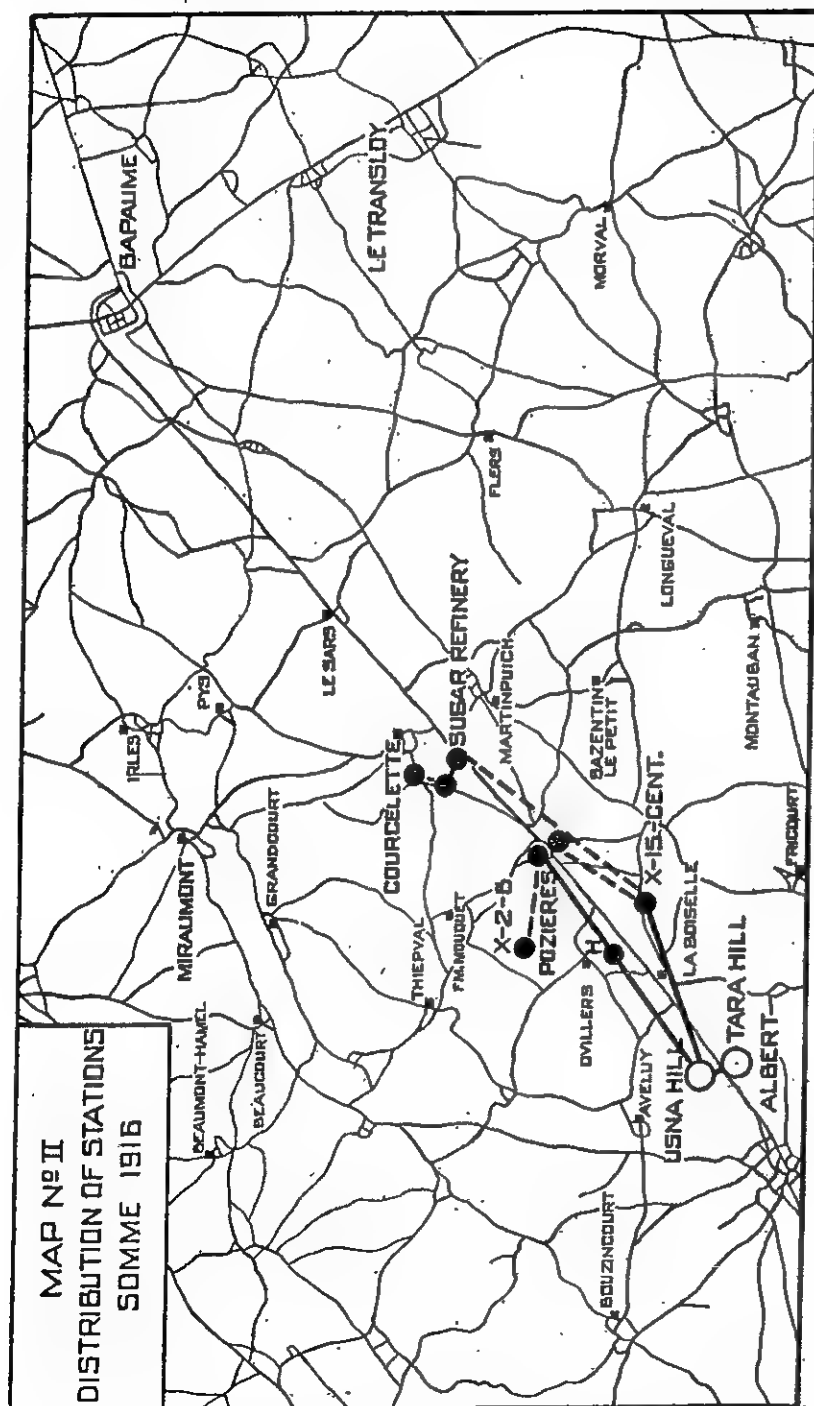 MAP Nº II
DISTRIBUTION OF STATIONS
SOMME 1916
BAPAUME
LE TRANSLOY
MORVAL
FLERS
LONGUEVAL
LE SARS
PYS
IRLES
MIRAUMONT
GRANDCOURT
BEAUMONT-HAMEL
BEAUCOURT
COURCELETTE
SUGAR REFINERY
MARTINPUICH
BAZENTIN
LE PETIT
MONTAUBAN
FRICOURT
X-15-CENT.
LA BOISELLE
THIEPVAL
FM. MOUQUET
X-2-B
POZIERES
H
OVILLERS
AVELUY
USNA HILL
TARA HILL
ALBERT
BOUZINCOURT